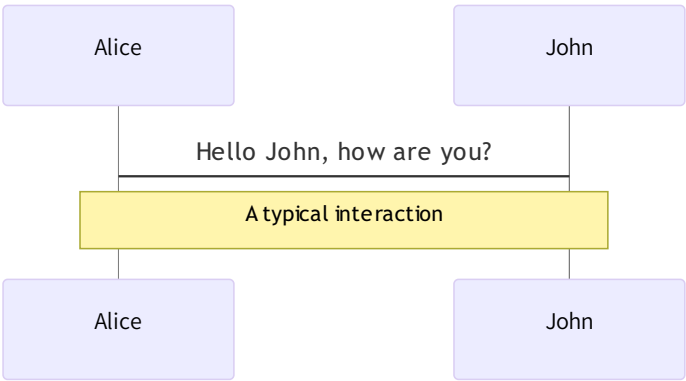 Alice
John
Hello John, how are you?
A typical interaction
Alice
John